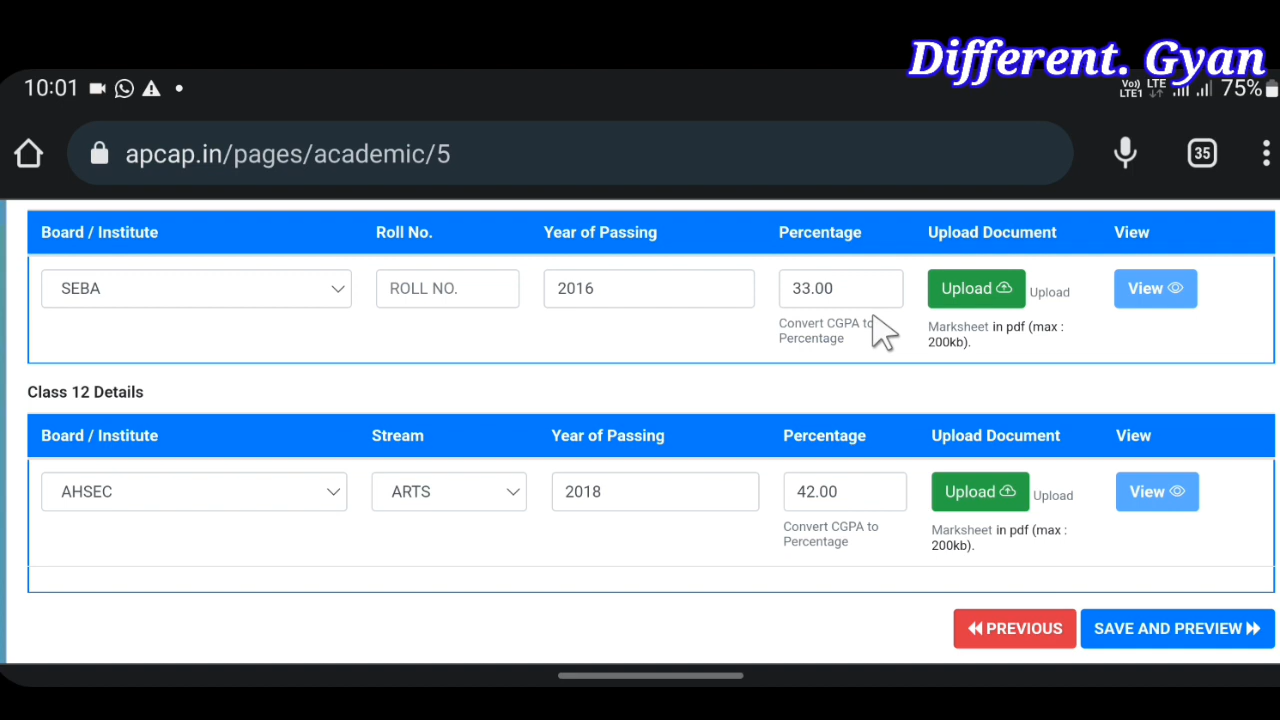 Different. Gyan
10:01
Vo)) LTE1 LTE 75%
apcap.in/pages/academic/5
35
Board / Institute Roll No. Year of Passing Percentage Upload Document View
SEBA ROLL NO. 2016 33.00 Upload Upload View
Convert CGPA to Marksheet in pdf (max :
Percentage 200kb).
Class 12 Details
Board / Institute Stream Year of Passing Percentage Upload Document View
AHSEC ARTS 2018 42.00 Upload Upload View
Convert CGPA to Marksheet in pdf (max :
Percentage 200kb).
PREVIOUS SAVE AND PREVIEW